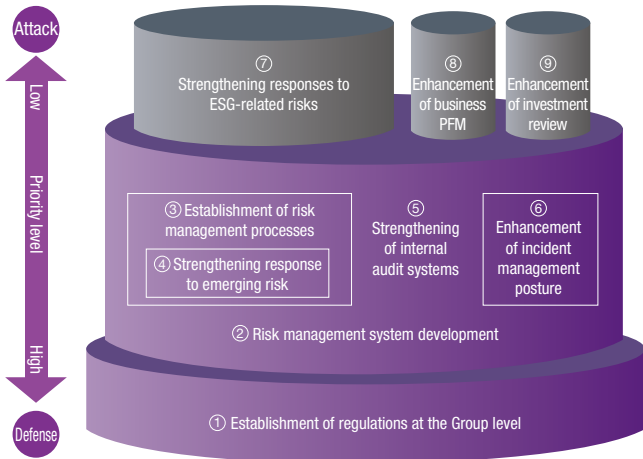 Attack
Low
Priority level
High
Defense
⑦
Strengthening responses to
ESG-related risks
⑧
Enhancement
of business
PFM
⑨
Enhancement
of investment
review
③ Establishment of risk
management processes
④ Strengthening response
to emerging risk
⑤
Strengthening
of internal
audit systems
⑥
Enhancement
of incident
management
posture
② Risk management system development
① Establishment of regulations at the Group level